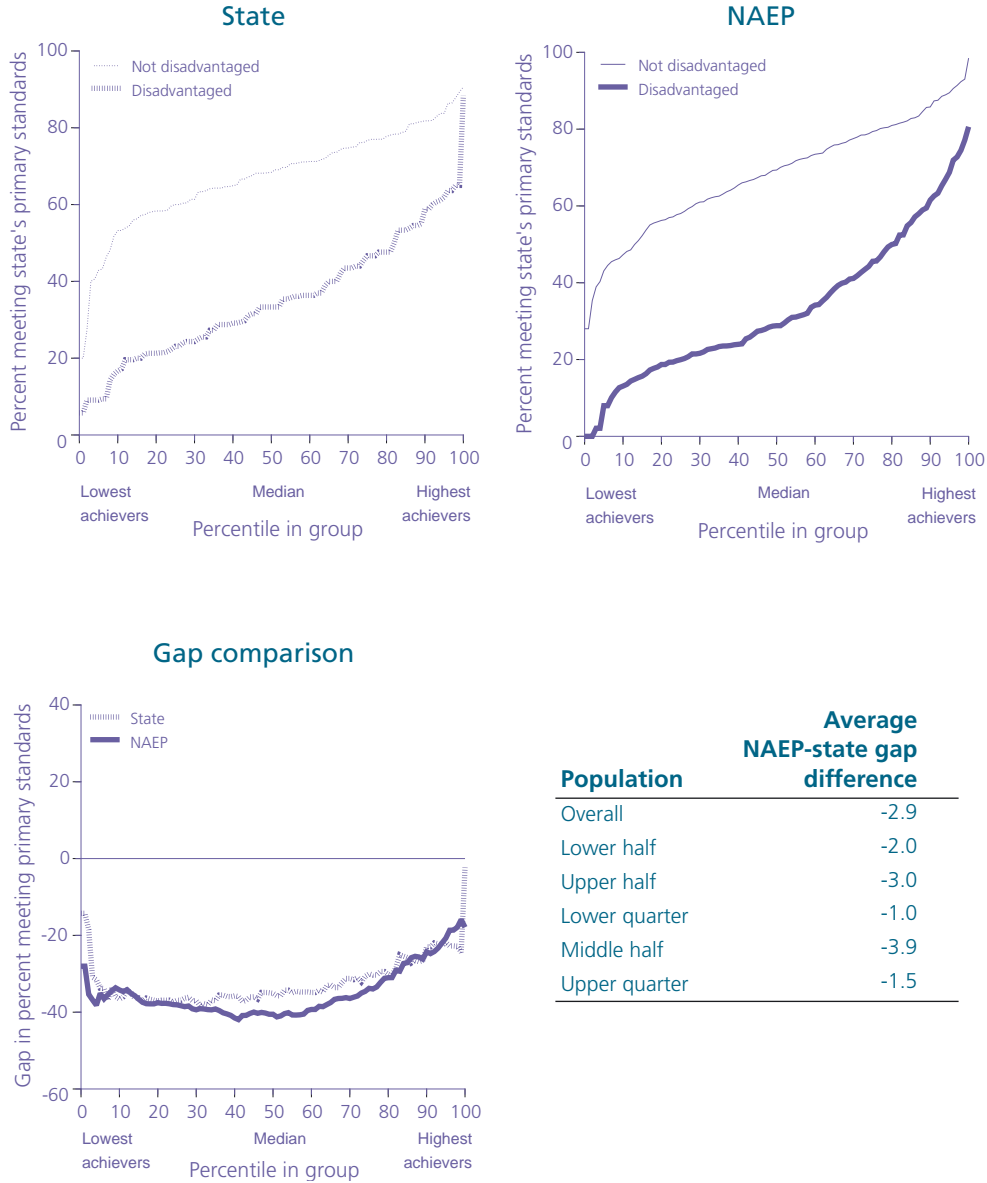 State
Percent meeting state's primary standards
100
80
60
40
20
0
Not disadvantaged
Disadvantaged
0 10 20 30 40 50 60 70 80 90 100
Lowest achievers
Median
Highest achievers
Percentile in group
NAEP
Percent meeting state's primary standards
100
80
60
40
20
0
Not disadvantaged
Disadvantaged
0 10 20 30 40 50 60 70 80 90 100
Lowest achievers
Median
Highest achievers
Percentile in group
Gap comparison
Gap in percent meeting primary standards
40
20
0
-20
-40
-60
State
NAEP
0 10 20 30 40 50 60 70 80 90 100
Lowest achievers
Median
Highest achievers
Percentile in group
Average
NAEP-state gap
Population difference
Overall -2.9
Lower half -2.0
Upper half -3.0
Lower quarter -1.0
Middle half -3.9
Upper quarter -1.5